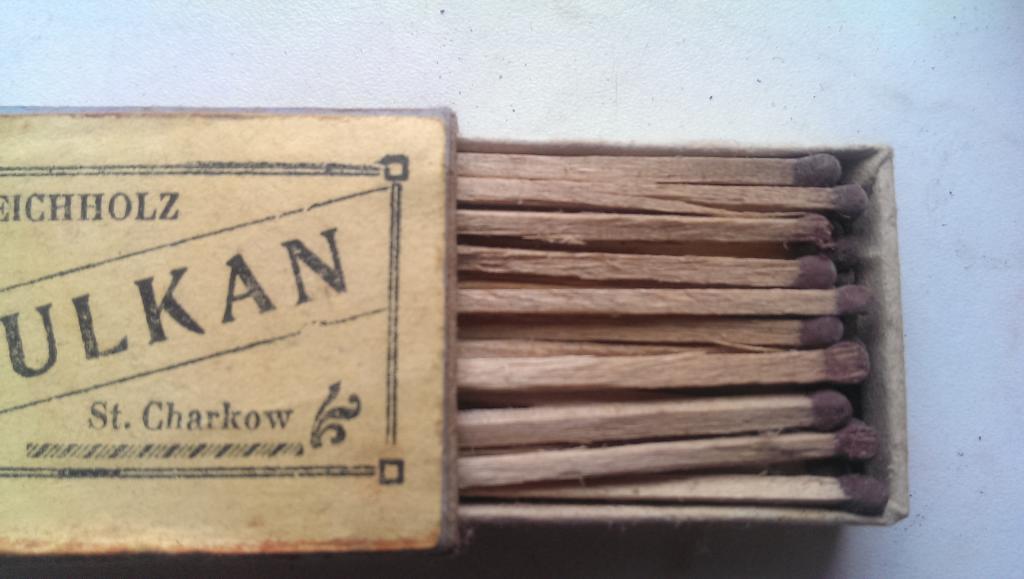 EICHHOLZ
ULKAN
St. Charkow